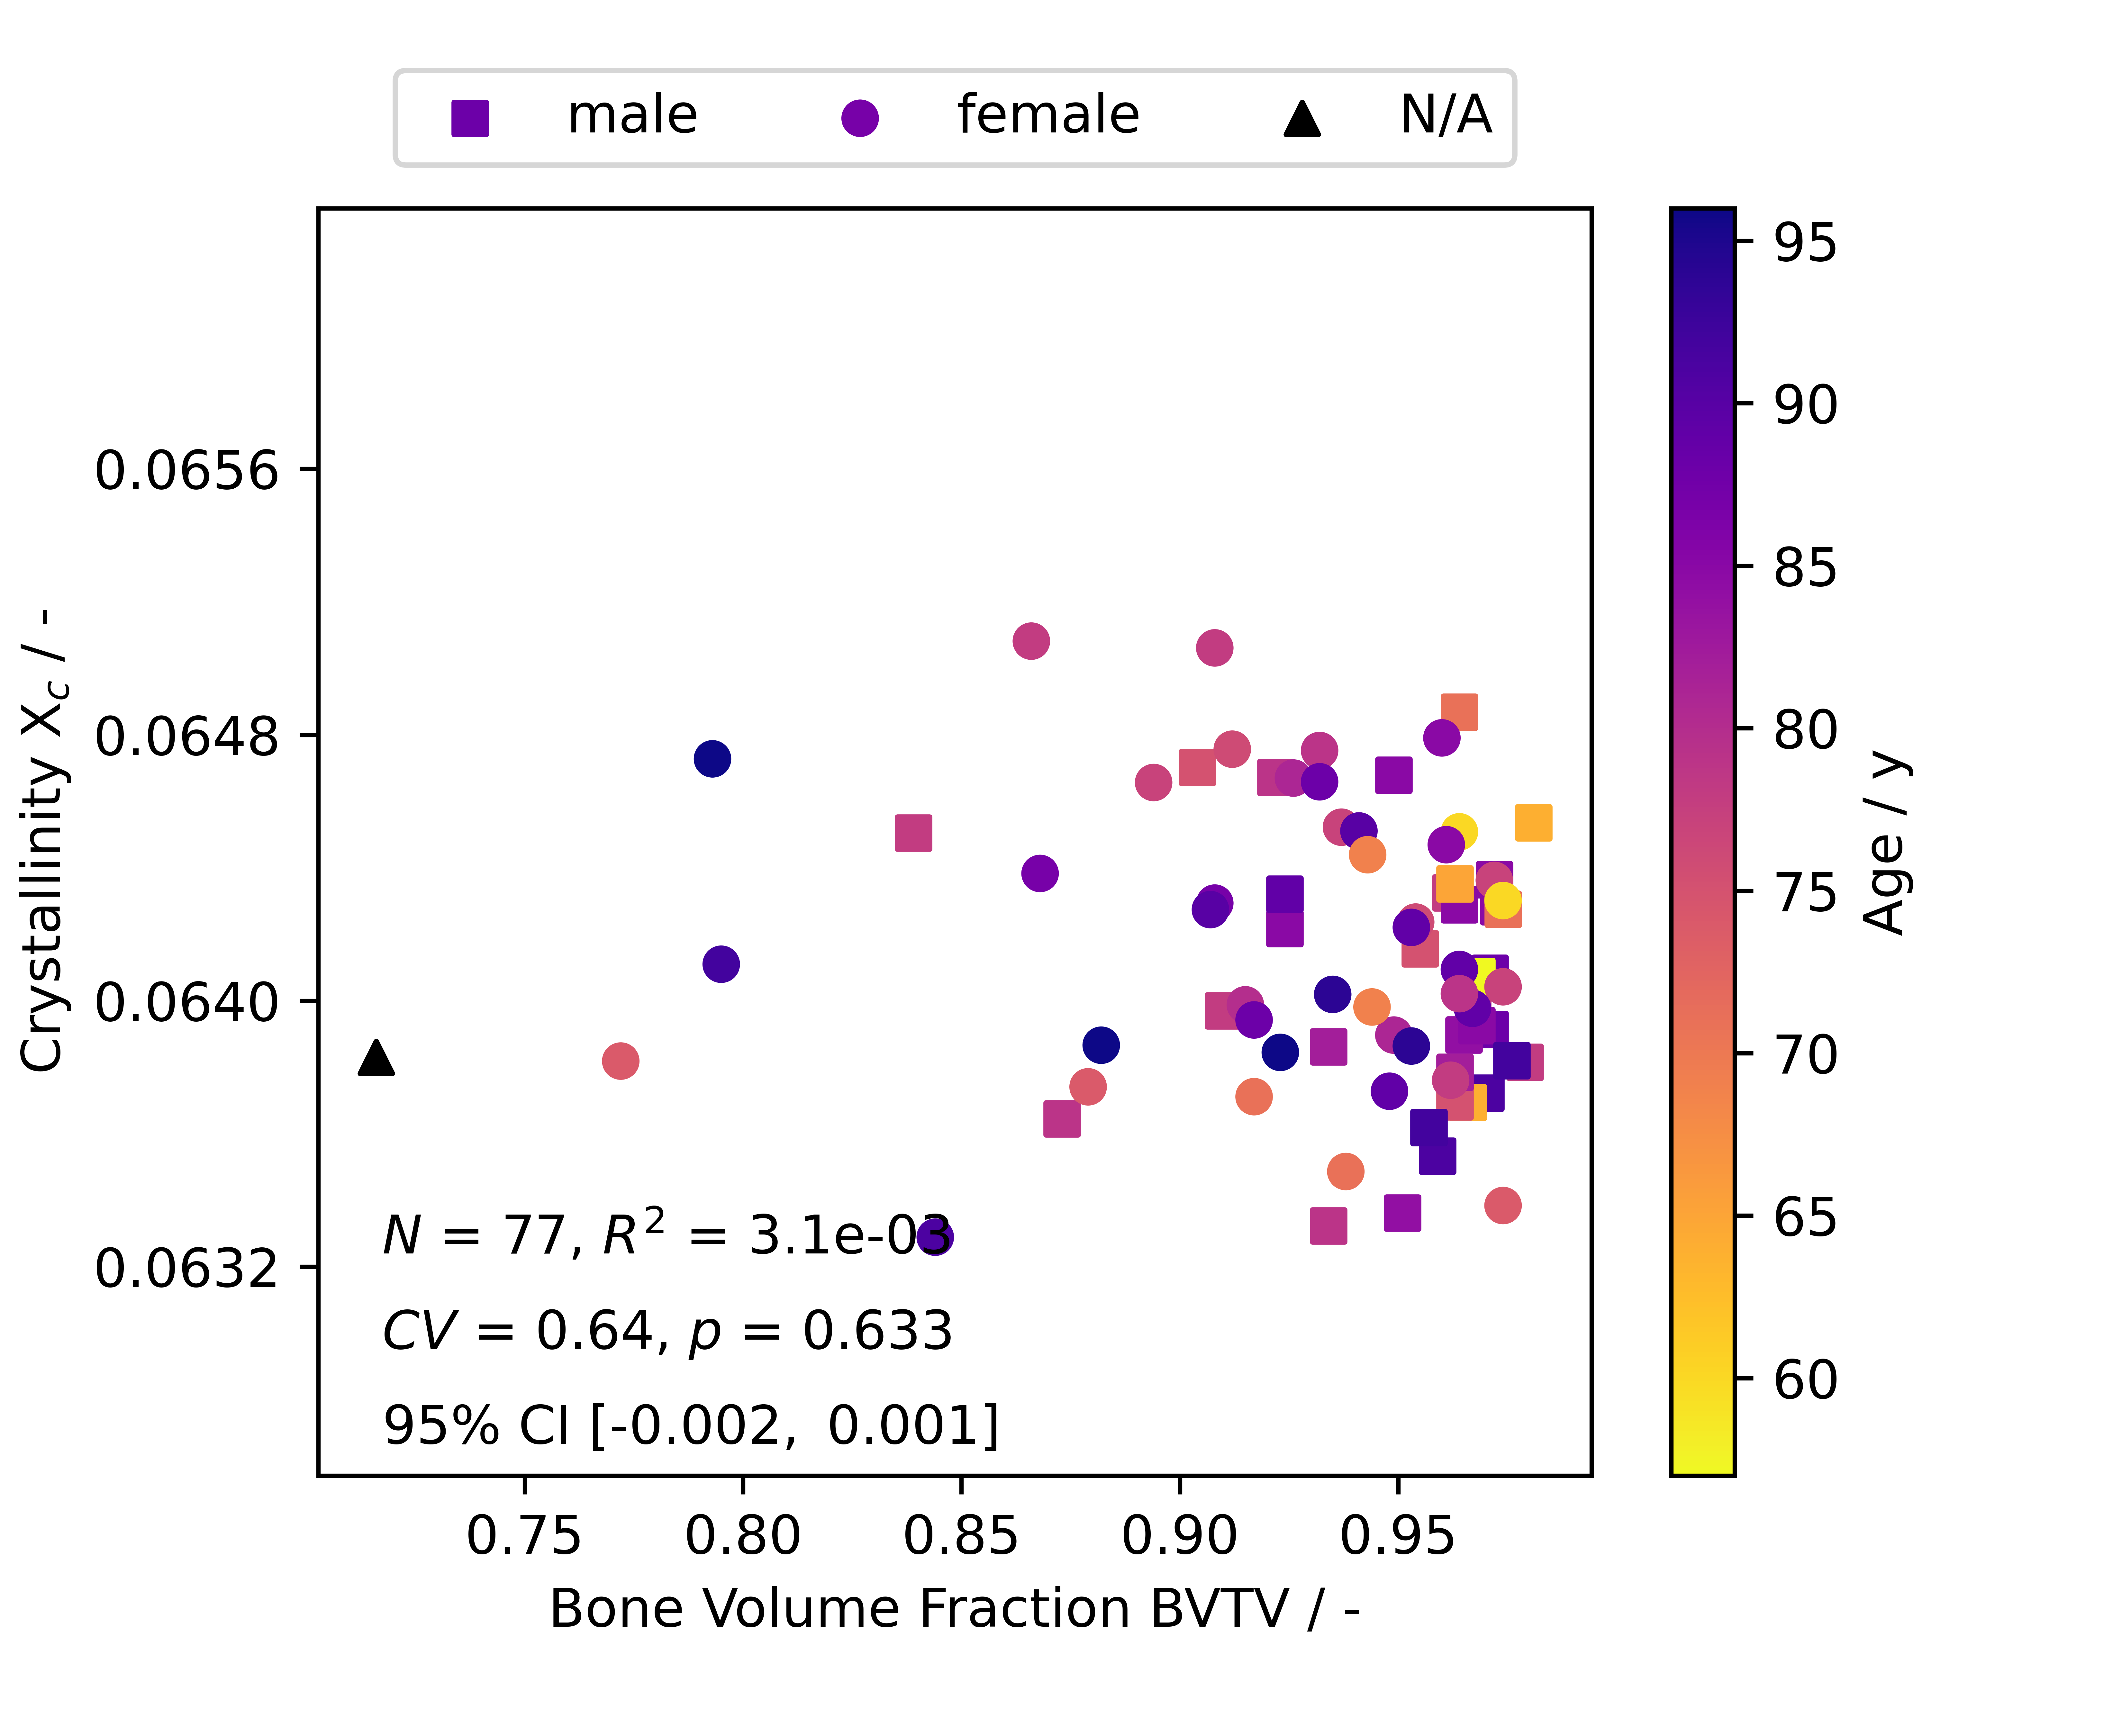 male female N/A
0.0656
0.0648
0.0640
0.0632
Crystallinity X_c / -
N = 77, R² = 3.1e-03
CV = 0.64, p = 0.633
95% CI [-0.002, 0.001]
0.75 0.80 0.85 0.90 0.95
Bone Volume Fraction BVTV / -
95
90
85
80
75
70
65
60
Age / y